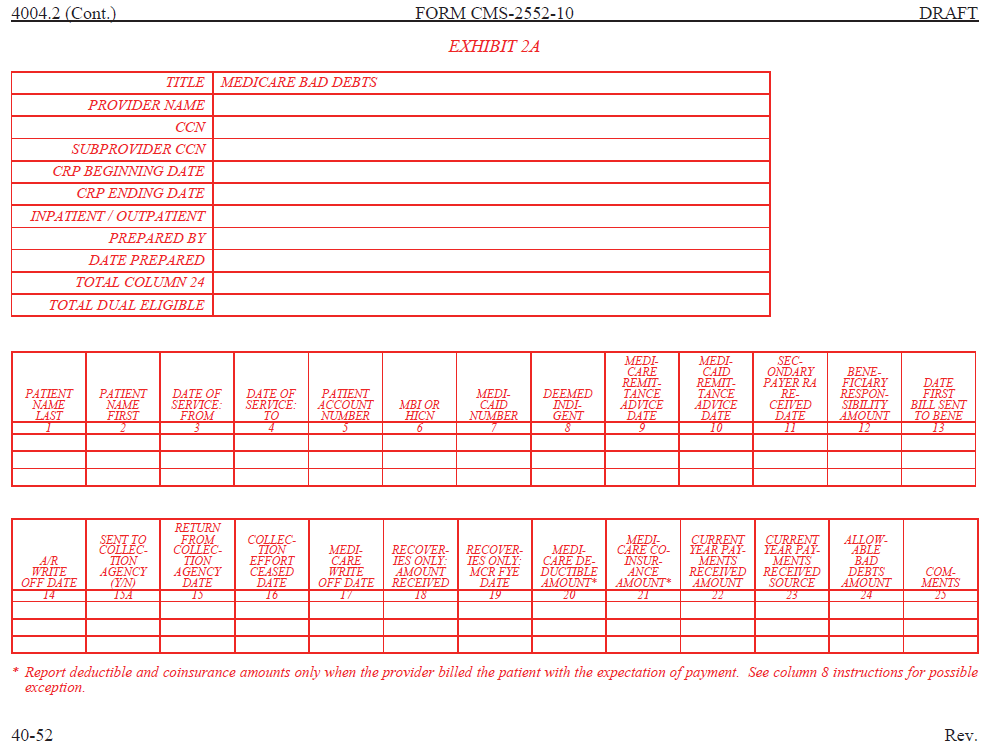 4004.2 (Cont.) FORM CMS-2552-10 DRAFT
EXHIBIT 2A
TITLE MEDICARE BAD DEBTS
PROVIDER NAME
CCN
SUBPROVIDER CCN
CRP BEGINNING DATE
CRP ENDING DATE
INPATIENT / OUTPATIENT
PREPARED BY
DATE PREPARED
TOTAL COLUMN 24
TOTAL DUAL ELIGIBLE
PATIENT
NAME
LAST
1
PATIENT
NAME
FIRST
2
DATE OF
SERVICE:
FROM
3
DATE OF
SERVICE:
TO
4
PATIENT
ACCOUNT
NUMBER
5
MBI OR
HICN
6
MEDI-
CAID
NUMBER
7
DEEMED
INDI-
GENT
8
MEDI-
CARE
REMIT-
TANCE
ADVICE
DATE
9
MEDI-
CAID
REMIT-
TANCE
ADVICE
DATE
10
SEC-
ONDARY
PAYER RA
RE-
CEIVED
DATE
11
BENE-
FICIARY
RESPON-
SIBILITY
AMOUNT
12
DATE
FIRST
BILL SENT
TO BENE
13
A/R
WRITE
OFF DATE
14
SENT TO
COLLEC-
TION
AGENCY
(Y/N)
15A
RETURN
FROM
COLLEC-
TION
AGENCY
DATE
15
COLLEC-
TION
EFFORT
CEASED
DATE
16
MEDI-
CARE
WRITE
OFF DATE
17
RECOVER-
IES ONLY:
AMOUNT
RECEIVED
18
RECOVER-
IES ONLY:
MCR FYE
DATE
19
MEDI-
CARE DE-
DUCTIBLE
AMOUNT*
20
MEDI-
CARE CO-
INSUR-
ANCE
AMOUNT*
21
CURRENT
YEAR PAY-
MENTS
RECEIVED
AMOUNT
22
CURRENT
YEAR PAY-
MENTS
RECEIVED
SOURCE
23
ALLOW-
ABLE
BAD
DEBTS
AMOUNT
24
COM-
MENTS
25
* Report deductible and coinsurance amounts only when the provider billed the patient with the expectation of payment. See column 8 instructions for possible
exception.
40-52 Rev.